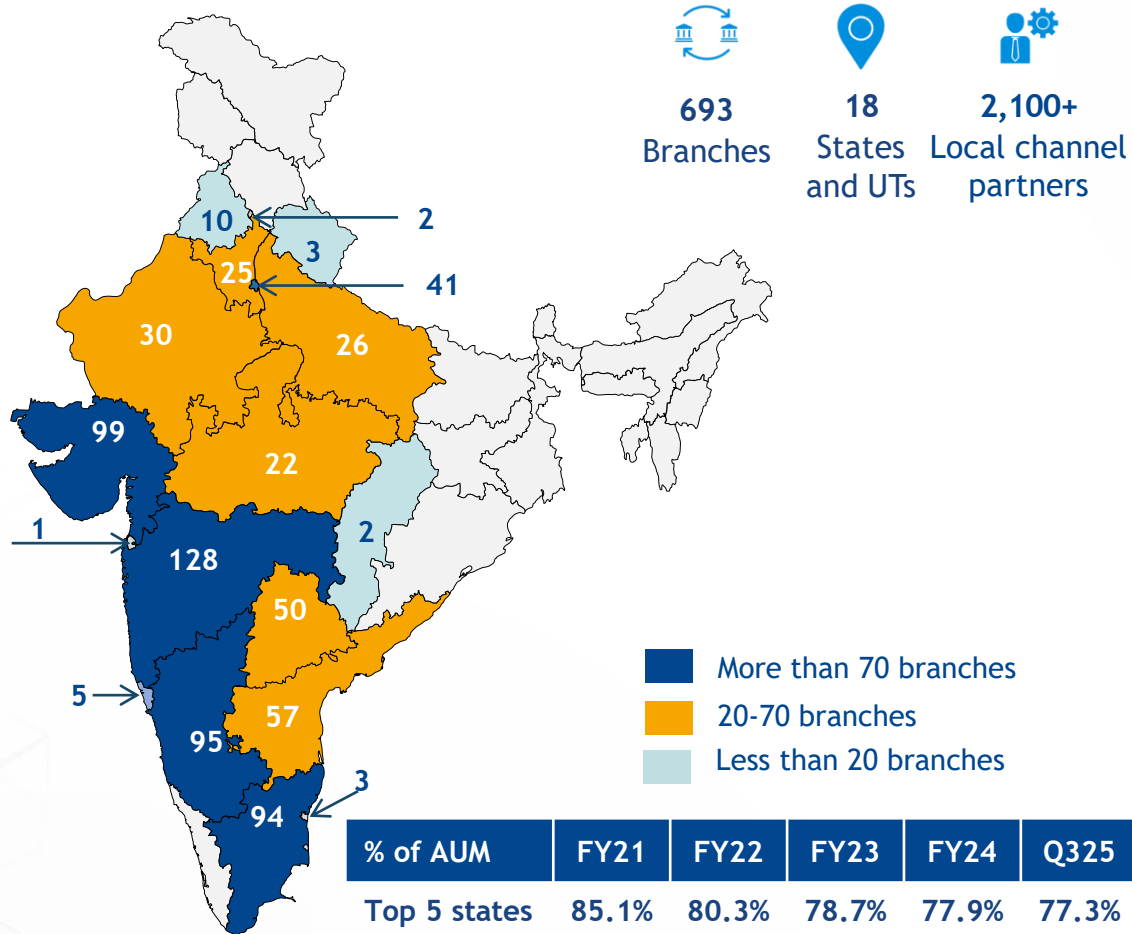 693
Branches
18
States
and UTs
2,100+
Local channel
partners
10
2
3
25
41
30
26
99
22
1
2
128
50
5
57
95
3
94
More than 70 branches
20-70 branches
Less than 20 branches
% of AUM FY21 FY22 FY23 FY24 Q325
Top 5 states 85.1% 80.3% 78.7% 77.9% 77.3%